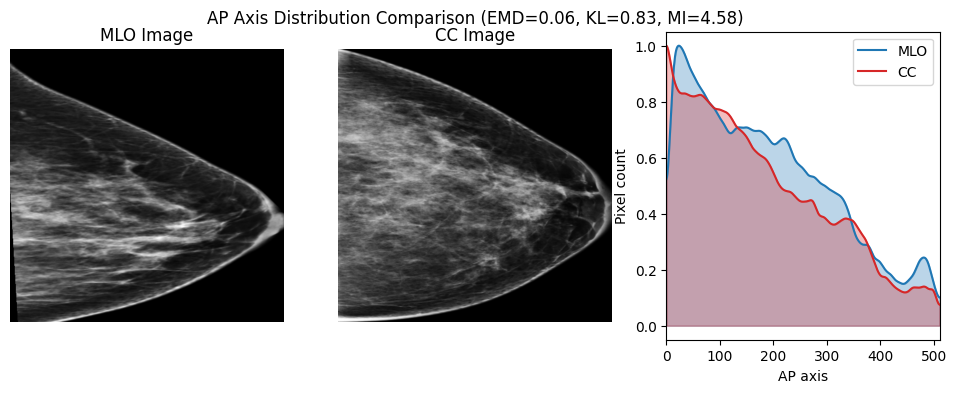 AP Axis Distribution Comparison (EMD=0.06, KL=0.83, MI=4.58)
MLO Image
CC Image
MLO
CC
Pixel count
1.0
0.8
0.6
0.4
0.2
0.0
0 100 200 300 400 500
AP axis